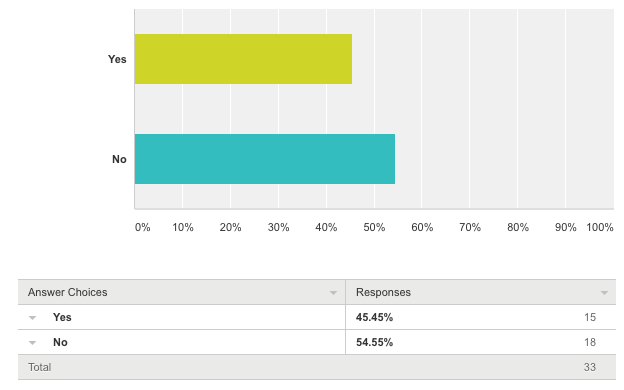 Yes
No
0% 10% 20% 30% 40% 50% 60% 70% 80% 90% 100%
Answer Choices Responses
Yes 45.45% 15
No 54.55% 18
Total 33